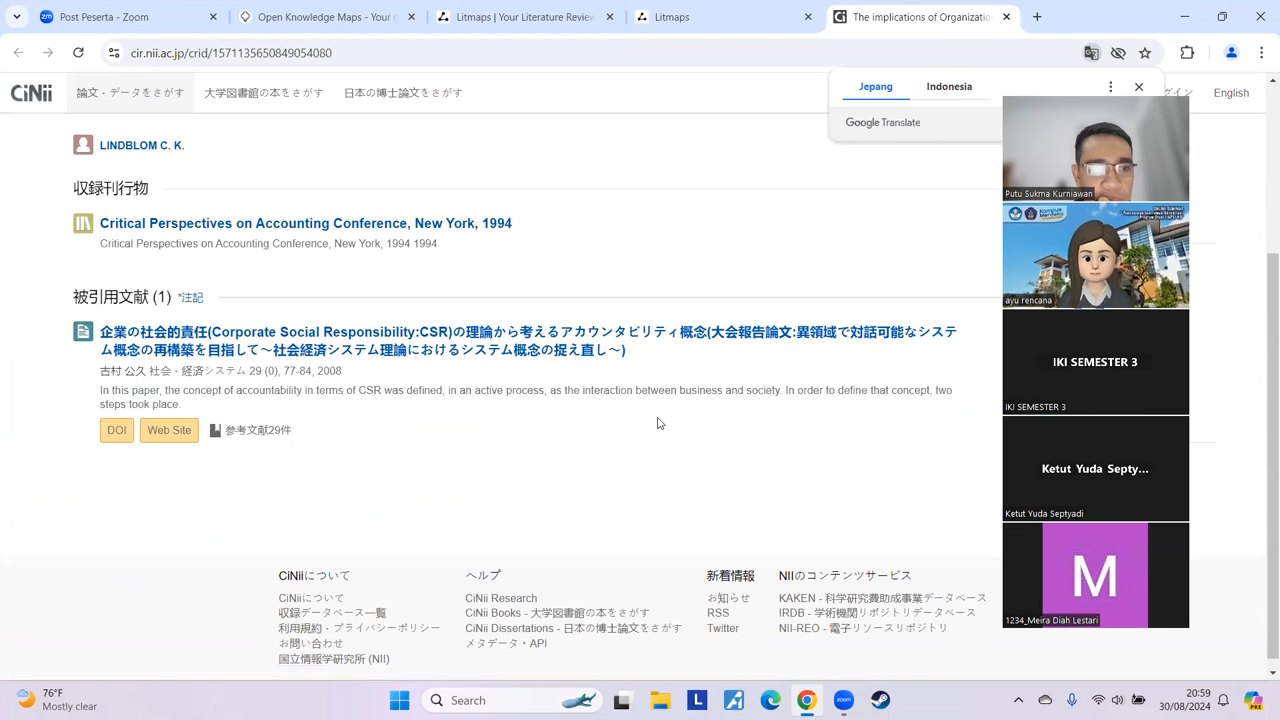 Post Peserta - Zoom
Open Knowledge Maps - Your g
Litmaps | Your Literature Review
Litmaps
The implications of Organization
cir.nii.ac.jp/crid/1571135650849054080
CiNii
論文・データをさがす
大学図書館の本をさがす
日本の博士論文をさがす
グイン
English
Jepang
Indonesia
Google Translate
LINDBLOM C. K.
収録刊行物
Critical Perspectives on Accounting Conference, New York, 1994
Critical Perspectives on Accounting Conference, New York, 1994 1994
被引用文献 (1) *注記
企業の社会的責任(Corporate Social Responsibility:CSR)の理論から考えるアカウンタビリティ概念(大会報告論文:異領域で対話可能なシステ
ム概念の再構築を目指して～社会経済システム理論におけるシステム概念の捉え直し～)
古村 公久 社会・経済システム 29 (0), 77-84, 2008
In this paper, the concept of accountability in terms of CSR was defined, in an active process, as the interaction between business and society. In order to define that concept, two
steps took place.
DOI
Web Site
参考文献29件
Putu Sukma Kurniawan
ayu rencana
IKI SEMESTER 3
IKI SEMESTER 3
Ketut Yuda Septy...
Ketut Yuda Septyadi
M
1234_Meira Diah Lestari
CiNiiについて
CiNiiについて
収録データベース一覧
利用規約・プライバシーポリシー
お問い合わせ
国立情報学研究所 (NII)
ヘルプ
CiNii Research
CiNii Books - 大学図書館の本をさがす
CiNii Dissertations - 日本の博士論文をさがす
メタデータ・API
新着情報
お知らせ
RSS
Twitter
NIIのコンテンツサービス
KAKEN - 科学研究費助成事業データベース
IRDB - 学術機関リポジトリデータベース
NII-REO - 電子リソースリポジトリ
76°F
Mostly clear
Search
L
zoom
PRE
20:59
30/08/2024